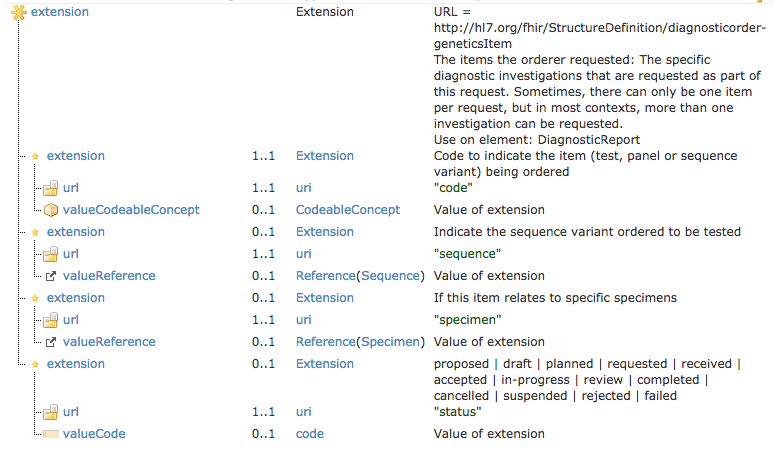 extension Extension URL =
http://hl7.org/fhir/StructureDefinition/diagnosticorder-
geneticsItem
The items the orderer requested: The specific
diagnostic investigations that are requested as part of
this request. Sometimes, there can only be one item
per request, but in most contexts, more than one
investigation can be requested.
Use on element: DiagnosticReport
extension 1..1 Extension Code to indicate the item (test, panel or sequence
variant) being ordered
url 1..1 uri "code"
valueCodeableConcept 0..1 CodeableConcept Value of extension
extension 0..1 Extension Indicate the sequence variant ordered to be tested
url 1..1 uri "sequence"
valueReference 0..1 Reference(Sequence) Value of extension
extension 0..1 Extension If this item relates to specific specimens
url 1..1 uri "specimen"
valueReference 0..1 Reference(Specimen) Value of extension
extension 0..1 Extension proposed | draft | planned | requested | received |
accepted | in-progress | review | completed |
cancelled | suspended | rejected | failed
url 1..1 uri "status"
valueCode 0..1 code Value of extension